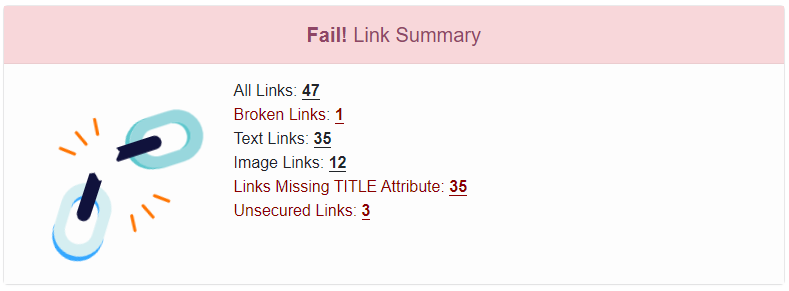 Fail! Link Summary
All Links: 47
Broken Links: 1
Text Links: 35
Image Links: 12
Links Missing TITLE Attribute: 35
Unsecured Links: 3